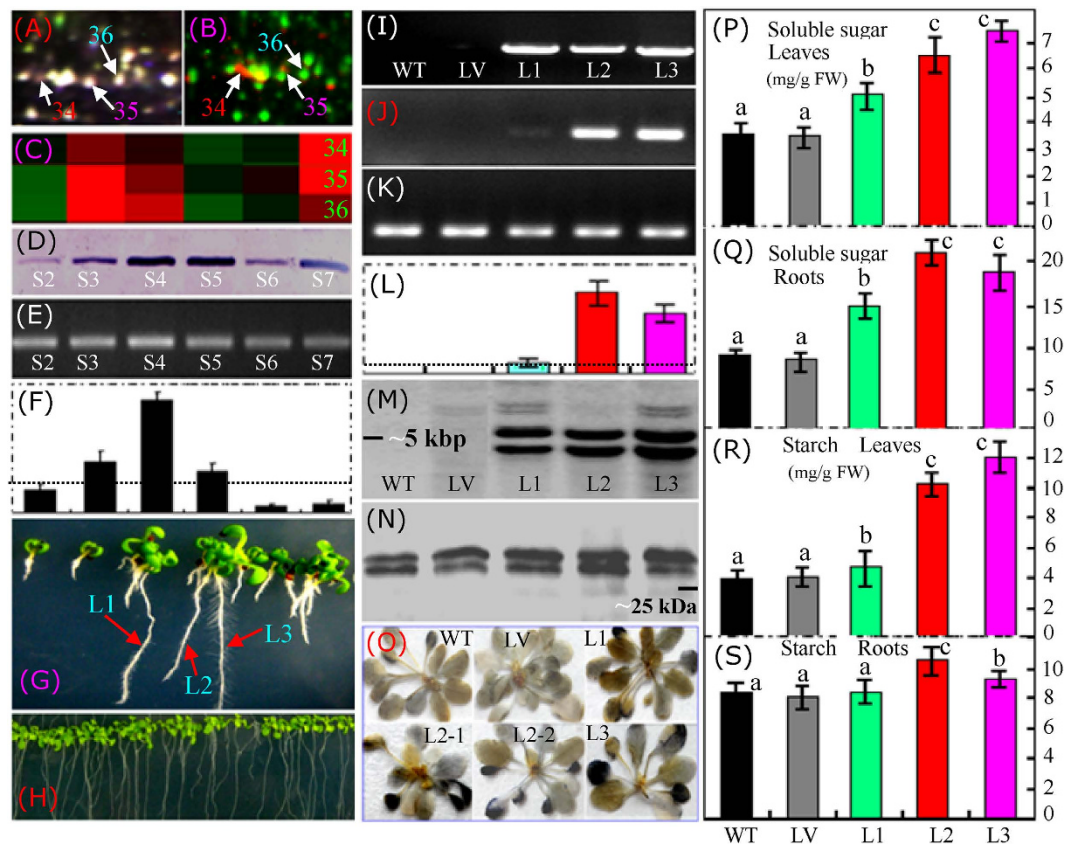 (A)
36
34
35
(B)
36
34
35
(C)
34
35
36
(D)
S2 S3 S4 S5 S6 S7
(E)
S2 S3 S4 S5 S6 S7
(F)
(G)
L1
L2
L3
(H)
(I)
WT LV L1 L2 L3
(J)
(K)
(L)
(M)
~5 kbp
WT LV L1 L2 L3
(N)
~25 kDa
(O)
WT LV L1
L2-1 L2-2 L3
(P)
Soluble sugar
Leaves
(mg/g FW)
a a b c c
7
6
5
4
3
2
1
0
(Q)
Soluble sugar
Roots
a a b c c
20
15
10
5
0
(R)
Starch Leaves
(mg/g FW)
a a b c c
12
10
8
6
4
2
0
(S)
Starch Roots
a a a c b
10
8
6
4
2
0
WT LV L1 L2 L3